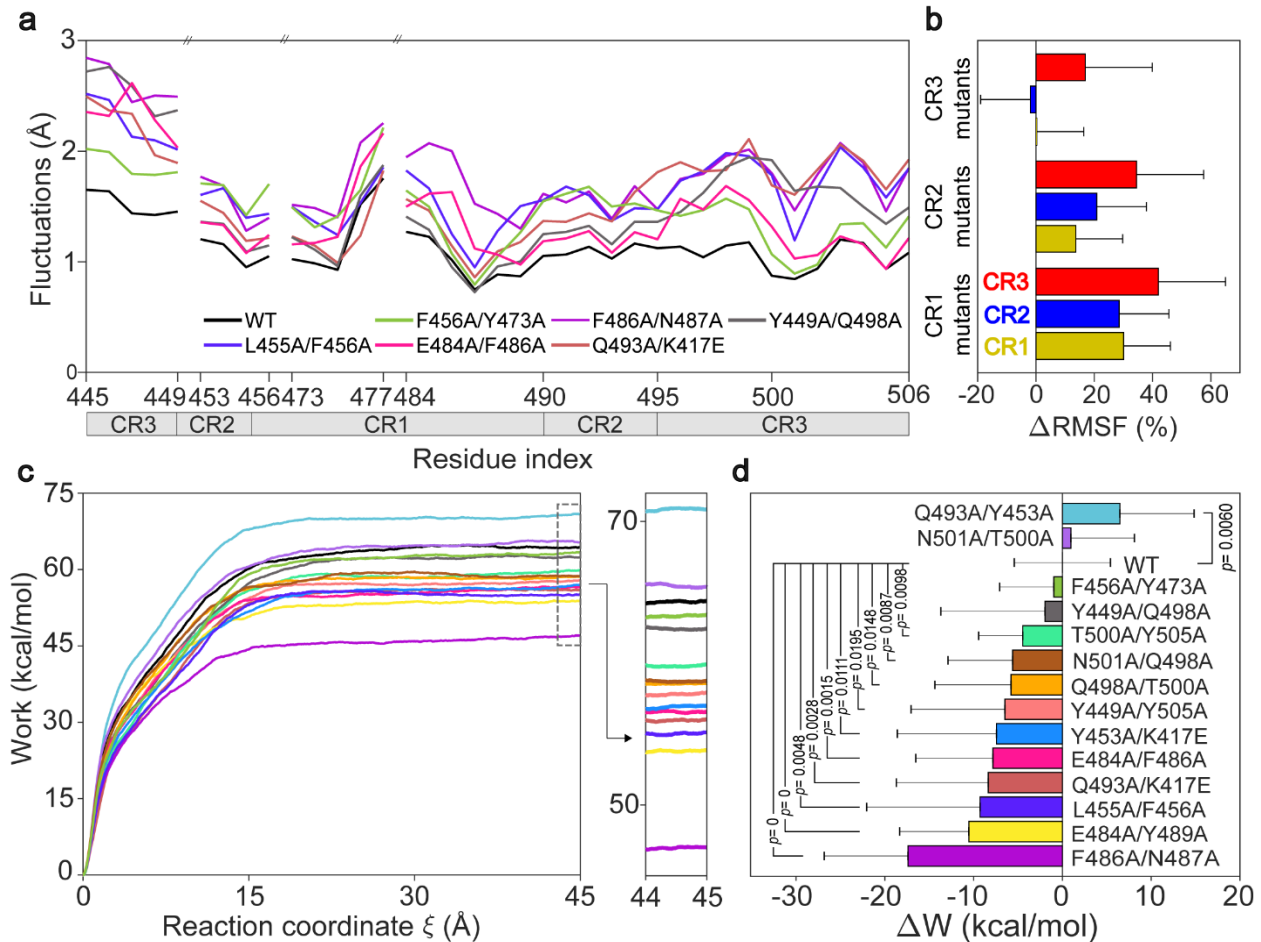 a
3
2
1
0
Fluctuations (Å)
WT
F456A/Y473A
F486A/N487A
Y449A/Q498A
L455A/F456A
E484A/F486A
Q493A/K417E
445
449
453
456
473
477
484
490
495
500
506
CR3
CR2
CR1
CR2
CR3
Residue index
b
CR3
mutants
CR2
mutants
CR1
mutants
CR3
CR2
CR1
-20
0
20
40
60
ΔRMSF (%)
c
75
60
45
30
15
0
Work (kcal/mol)
0
15
30
45
Reaction coordinate ξ (Å)
70
50
44
45
d
Q493A/Y453A
N501A/T500A
WT
F456A/Y473A
Y449A/Q498A
T500A/Y505A
N501A/Q498A
Q498A/T500A
Y449A/Y505A
Y453A/K417E
E484A/F486A
Q493A/K417E
L455A/F456A
E484A/Y489A
F486A/N487A
p= 0.0060
p= 0.0098
p= 0.0087
p= 0.0148
p= 0.0195
p= 0.0111
p= 0.0015
p= 0.0028
p= 0.0048
p= 0
p= 0
-30
-20
-10
0
10
20
ΔW (kcal/mol)